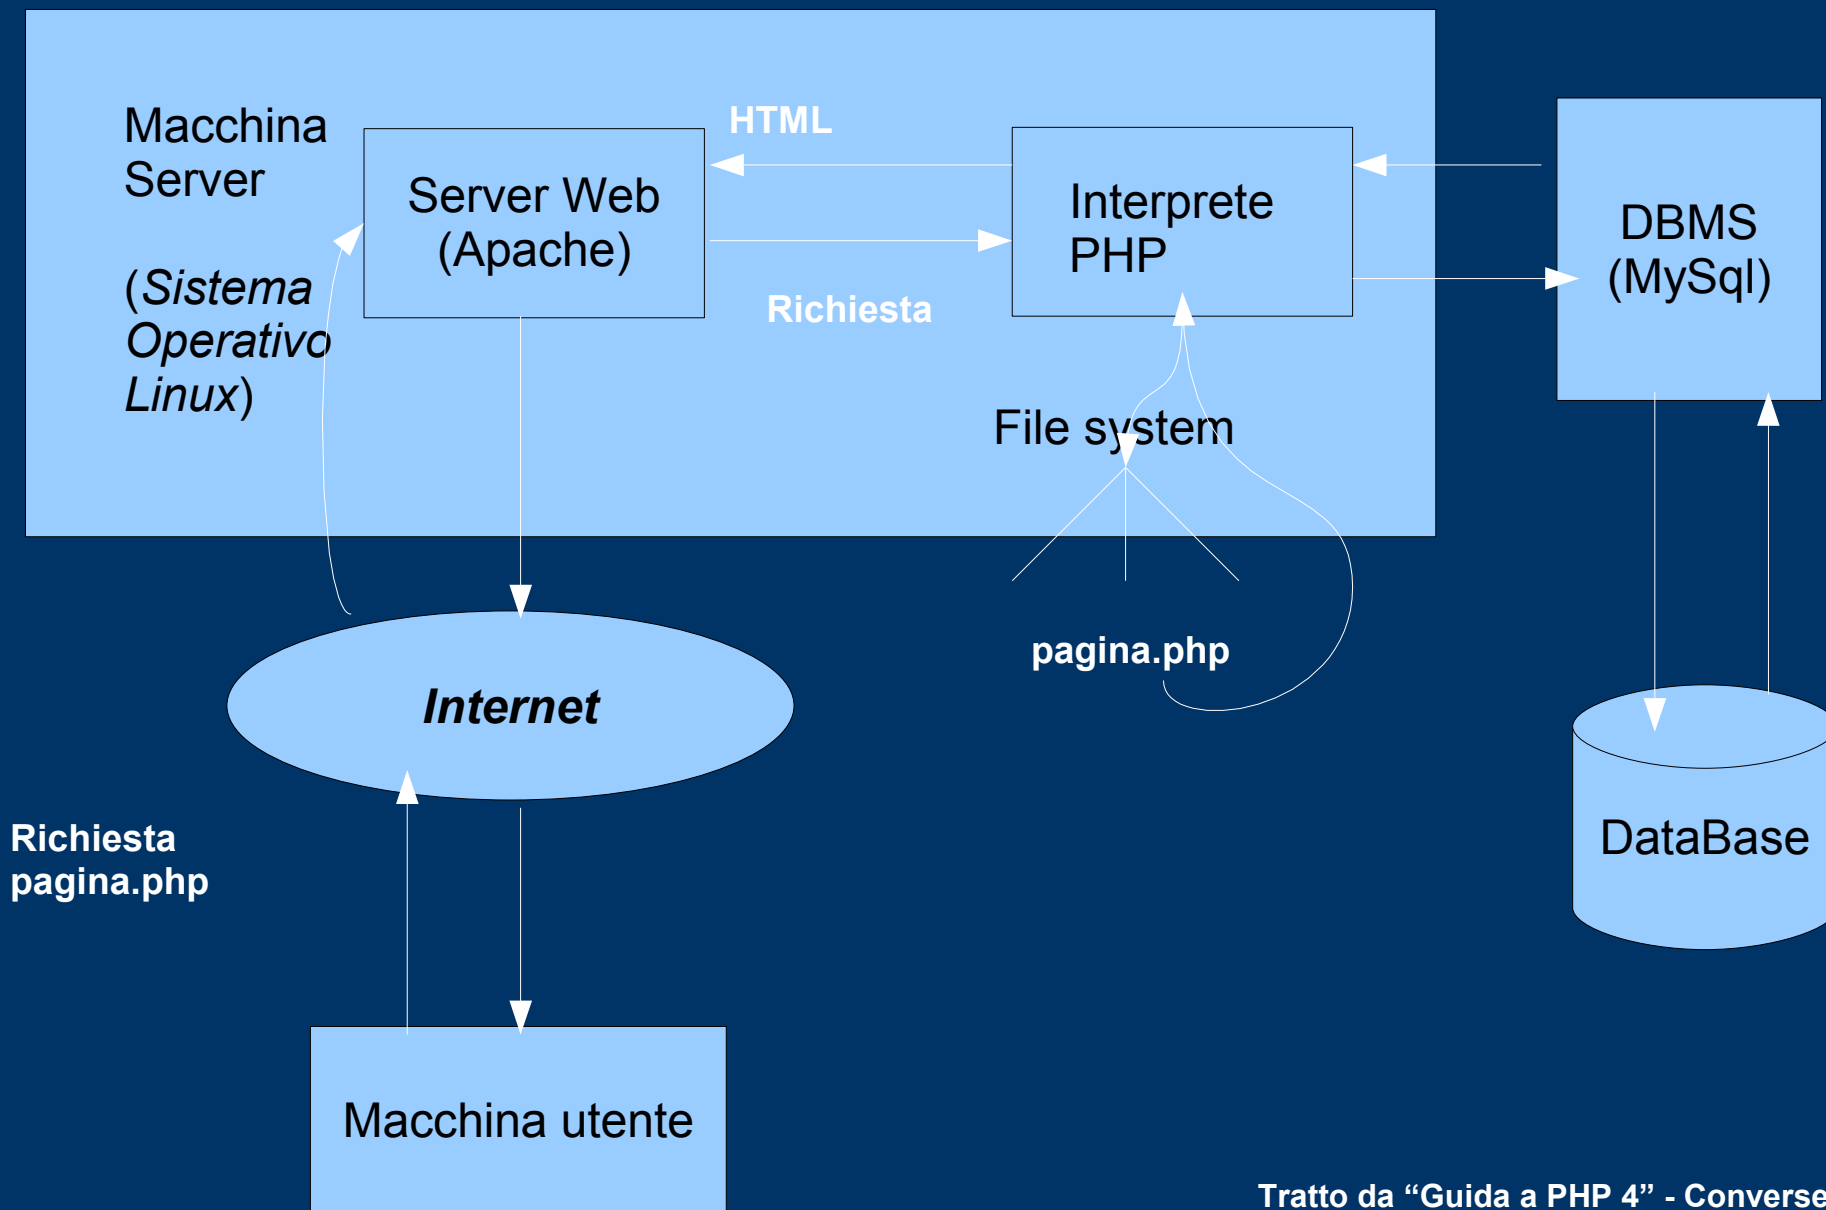 Macchina
Server
(Sistema
Operativo
Linux)
Server Web
(Apache)
HTML
Richiesta
Interprete
PHP
DBMS
(MySql)
File system
pagina.php
Internet
Richiesta
pagina.php
DataBase
Macchina utente
Tratto da “Guida a PHP 4” - Converse